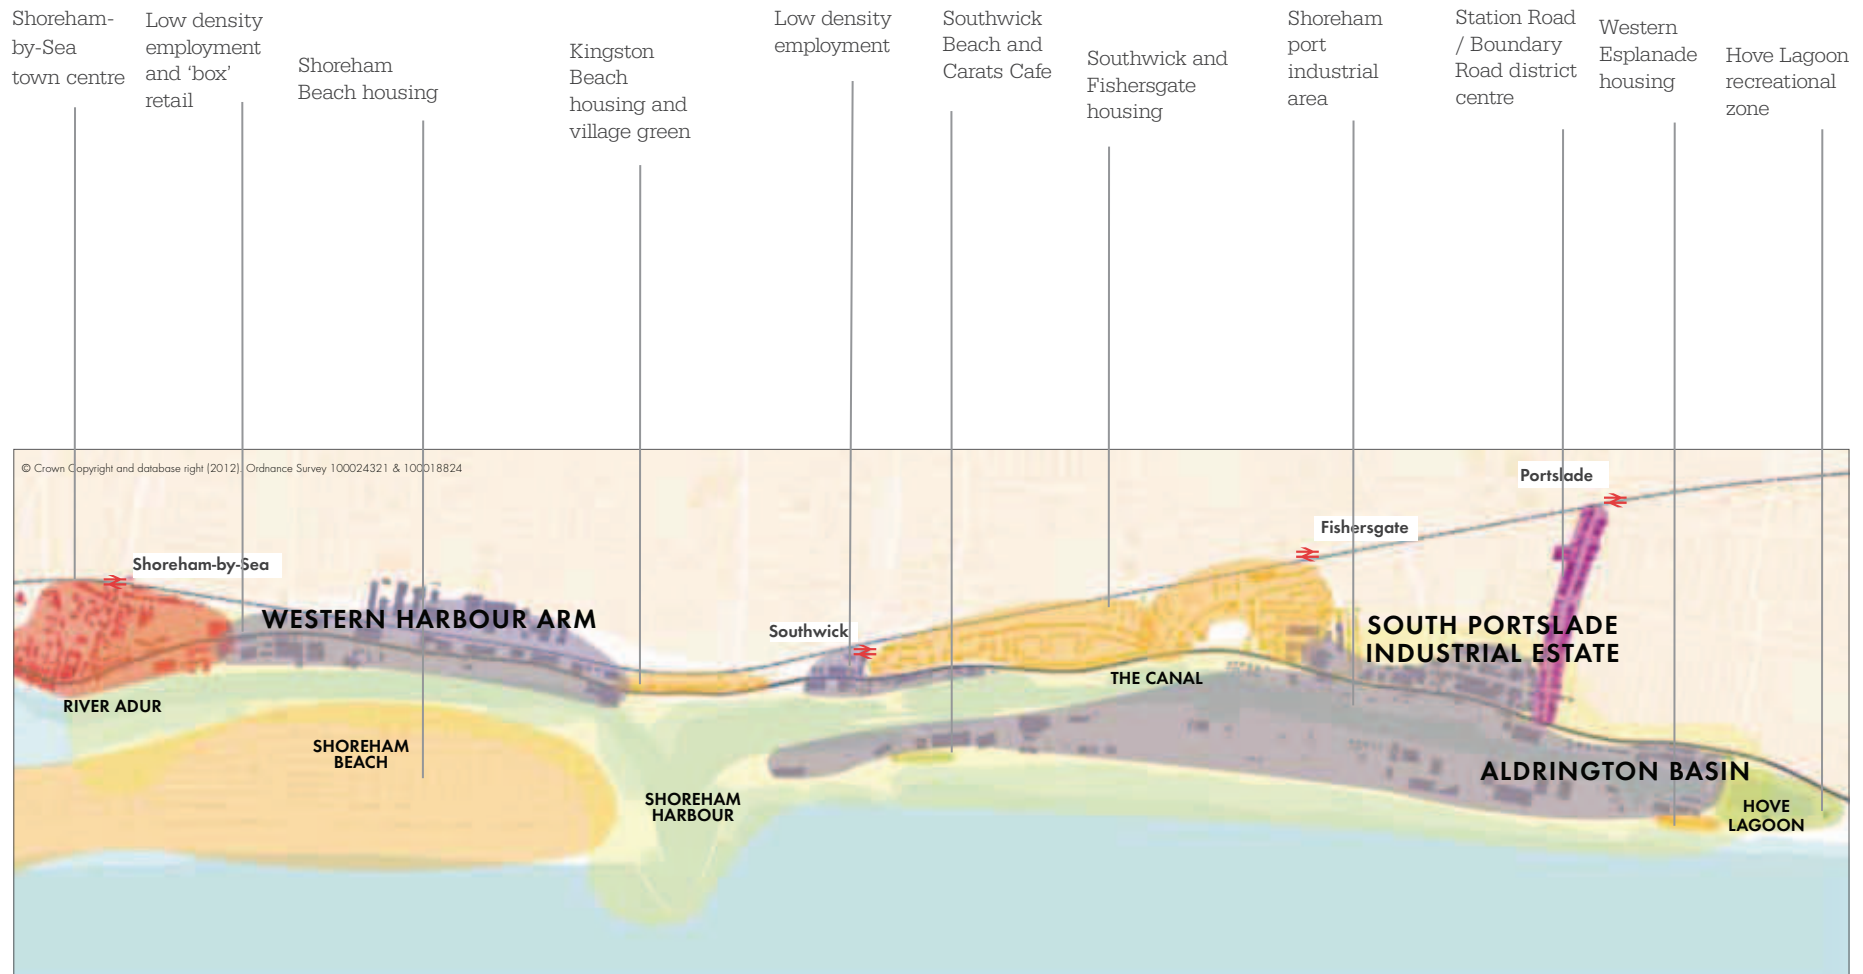 Shoreham-
by-Sea
town centre
Low density
employment
and ‘box’
retail
Shoreham
Beach housing
Kingston
Beach
housing and
village green
Low density
employment
Southwick
Beach and
Carats Cafe
Southwick and
Fishersgate
housing
Shoreham
port
industrial
area
Station Road
/ Boundary
Road district
centre
Western
Esplanade
housing
Hove Lagoon
recreational
zone
© Crown Copyright and database right (2012). Ordnance Survey 100024321 & 100018824
Portslade
Fishersgate
Shoreham-by-Sea
WESTERN HARBOUR ARM
Southwick
SOUTH PORTSLADE
INDUSTRIAL ESTATE
THE CANAL
RIVER ADUR
SHOREHAM
BEACH
ALDRINGTON BASIN
SHOREHAM
HARBOUR
HOVE
LAGOON